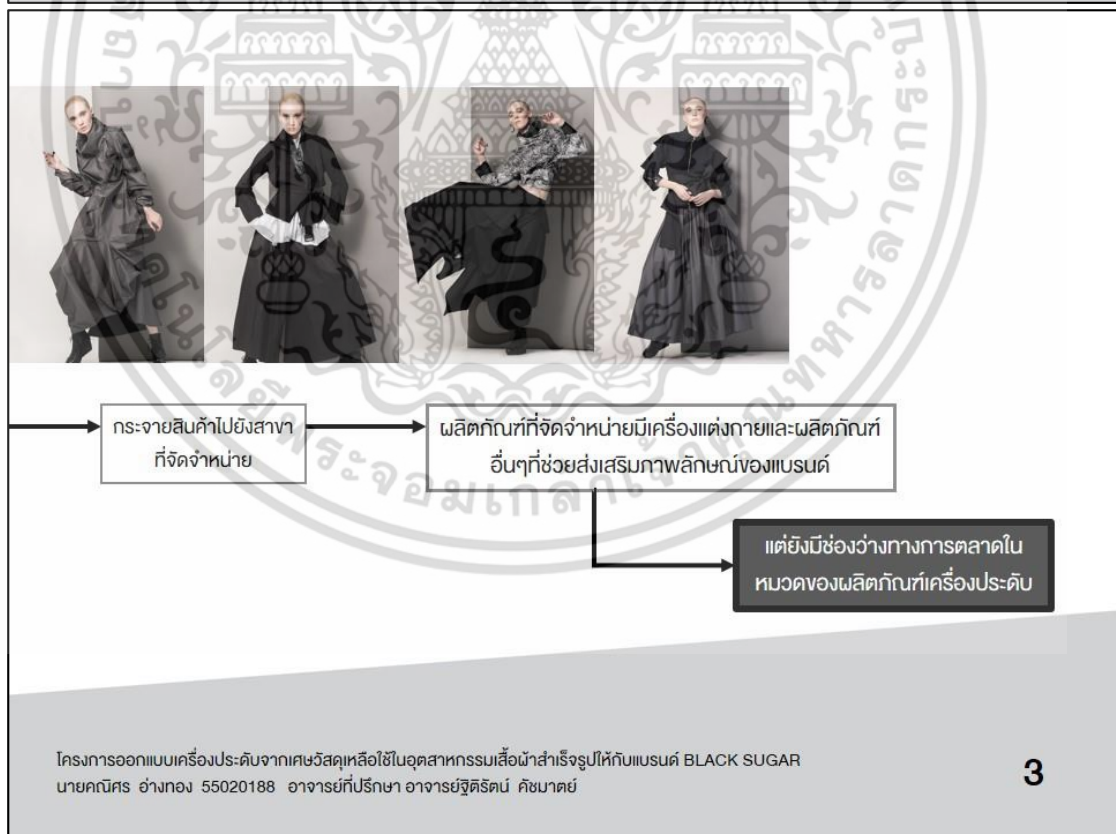 กระจายสินค้าไปยังสาขา
ที่จัดจำหน่าย
ผลิตภัณฑ์ที่จัดจำหน่ายมีเครื่องแต่งกายและผลิตภัณฑ์
อื่นๆที่ช่วยส่งเสริมภาพลักษณ์ของแบรนด์
แต่ยังมีช่องว่างทางการตลาดใน
หมวดของผลิตภัณฑ์เครื่องประดับ
โครงการออกแบบเครื่องประดับจากเศษวัสดุเหลือใช้ในอุตสาหกรรมเสื้อผ้าสำเร็จรูปให้กับแบรนด์ BLACK SUGAR
นายคณิศร อ่างทอง 55020188 อาจารย์ที่ปรึกษา อาจารย์ฐิติรัตน์ คัชมาตย์
3